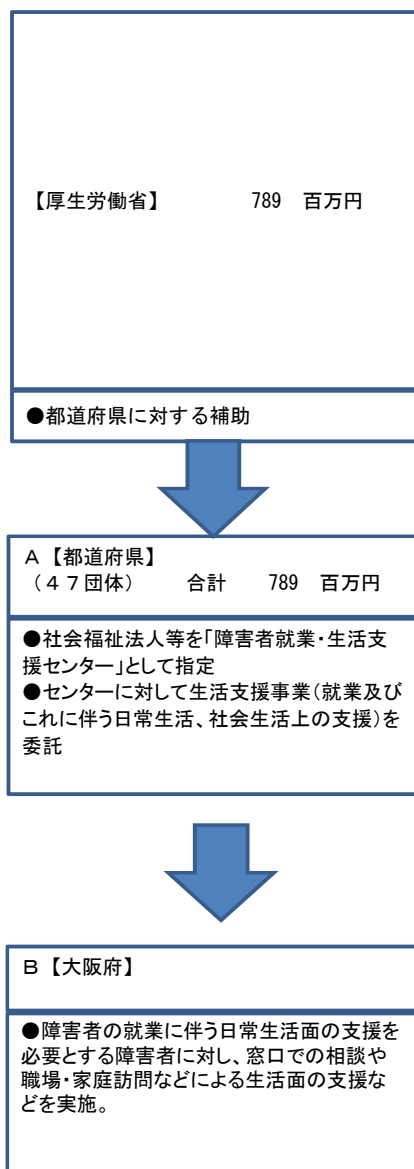 【厚生労働省】 789 百万円
●都道府県に対する補助
A 【都道府県】
（４７団体） 合計 789 百万円
●社会福祉法人等を「障害者就業・生活支
援センター」として指定
●センターに対して生活支援事業（就業及び
これに伴う日常生活、社会生活上の支援）を
委託
B 【大阪府】
●障害者の就業に伴う日常生活面の支援を
必要とする障害者に対し、窓口での相談や
職場・家庭訪問などによる生活面の支援な
どを実施。